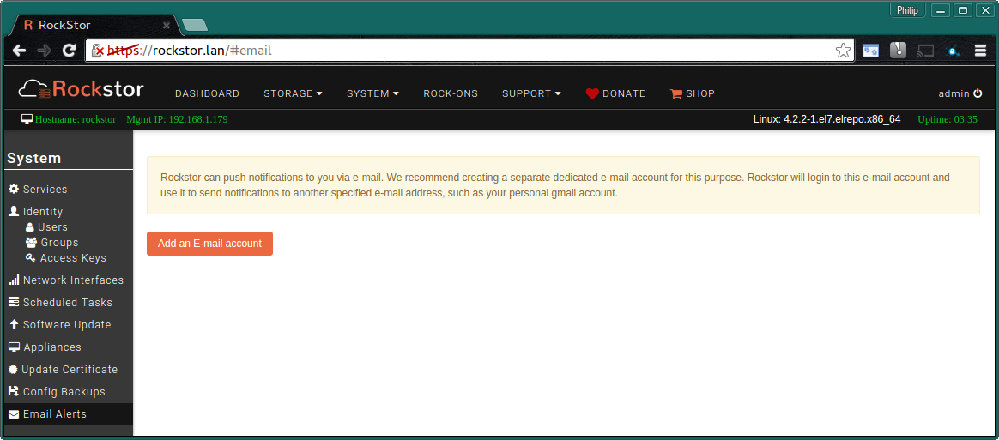 Philip
R RockStor
https://rockstor.lan/#email
Rockstor DASHBOARD STORAGE SYSTEM ROCK-ONS SUPPORT DONATE SHOP admin
Hostname: rockstor Mgmt IP: 192.168.1.179 Linux: 4.2.2-1.el7.elrepo.x86_64 Uptime: 03:35
System
Services
Identity
Users
Groups
Access Keys
Network Interfaces
Scheduled Tasks
Software Update
Appliances
Update Certificate
Config Backups
Email Alerts
Rockstor can push notifications to you via e-mail. We recommend creating a separate dedicated e-mail account for this purpose. Rockstor will login to this e-mail account and
use it to send notifications to another specified e-mail address, such as your personal gmail account.
Add an E-mail account